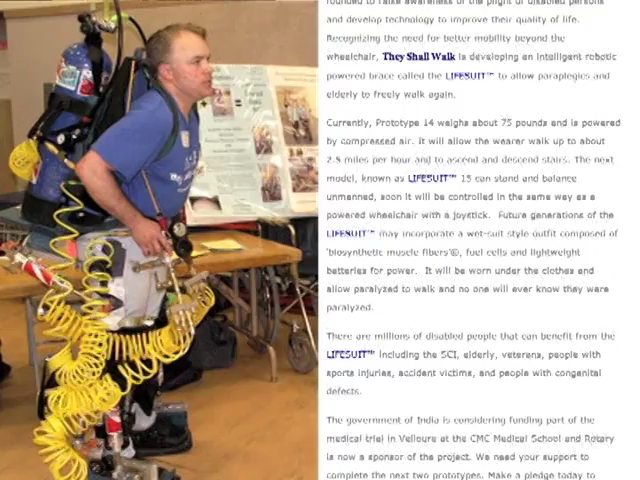 founded to raise awareness of the plight of disabled persons
and develop technology to improve their quality of life.
Recognizing the need for better mobility beyond the
wheelchair, They Shall Walk is developing an intelligent robotic
powered brace called the LIFESUIT™ to allow paraplegics and
elderly to freely walk again.
Currently, Prototype 14 weighs about 75 pounds and is powered
by compressed air. It will allow the wearer walk up to about
2.8 miles per hour and to ascend and descend stairs. The next
model, known as LIFESUIT™ 15 can stand and balance
unmanned, soon it will be controlled in the same way as a
powered wheelchair with a joystick. Future generations of the
LIFESUIT™ may incorporate a wet-suit style outfit composed of
'biosynthetic muscle fibers'©, fuel cells and lightweight
batteries for power. It will be worn under the clothes and
allow paralyzed to walk and no one will ever know they were
paralyzed.
There are millions of disabled people that can benefit from the
LIFESUIT™ including the SCI, elderly, veterans, people with
sports injuries, accident victims, and people with congenital
defects.
The government of India is considering funding part of the
medical trial in Velloure at the CMC Medical School and Rotary
is now a sponsor of the project. We need your support to
complete the next two prototypes. Make a pledge today to